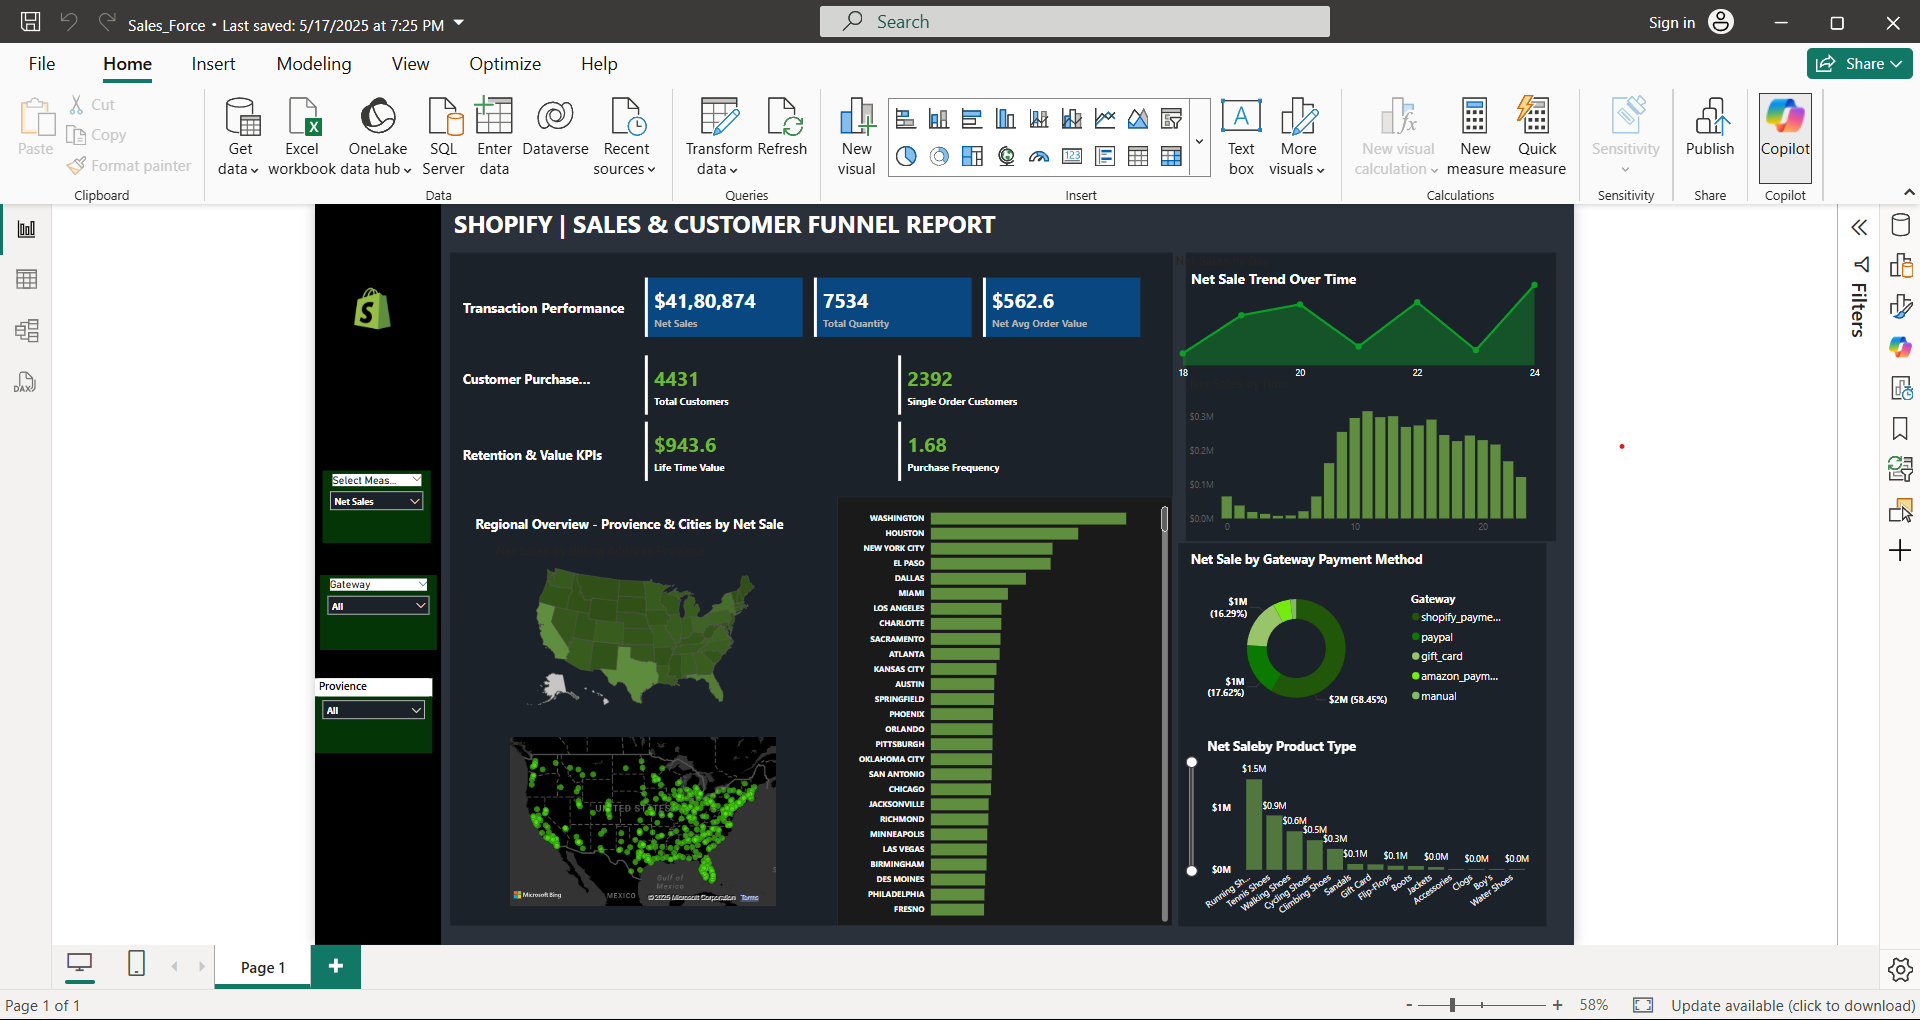 Sales_Force • Last saved: 5/17/2025 at 7:25 PM
Search
Sign in
File
Home
Insert
Modeling
View
Optimize
Help
Share
Paste
Cut
Copy
Format painter
Clipboard
Get data
Excel workbook
OneLake data hub
SQL Server
Enter data
Dataverse
Recent sources
Data
Transform data
Refresh
Queries
New visual
Text box
More visuals
Insert
New visual calculation
New measure
Quick measure
Calculations
Sensitivity
Sensitivity
Publish
Share
Copilot
Copilot
SHOPIFY | SALES & CUSTOMER FUNNEL REPORT
Transaction Performance
$41,80,874
Net Sales
7534
Total Quantity
$562.6
Net Avg Order Value
Customer Purchase...
4431
Total Customers
2392
Single Order Customers
Retention & Value KPIs
$943.6
Life Time Value
1.68
Purchase Frequency
Select Meas...
Net Sales
Gateway
All
Provience
All
Regional Overview - Provience & Cities by Net Sale
UNITED STATES
Gulf of Mexico
MEXICO
Microsoft Bing
© 2025 Microsoft Corporation Terms
WASHINGTON
HOUSTON
NEW YORK CITY
EL PASO
DALLAS
MIAMI
LOS ANGELES
CHARLOTTE
SACRAMENTO
ATLANTA
KANSAS CITY
AUSTIN
SPRINGFIELD
PHOENIX
ORLANDO
PITTSBURGH
OKLAHOMA CITY
SAN ANTONIO
CHICAGO
JACKSONVILLE
RICHMOND
MINNEAPOLIS
LAS VEGAS
BIRMINGHAM
DES MOINES
PHILADELPHIA
FRESNO
Net Sale Trend Over Time
18 20 22 24
$0.3M
$0.2M
$0.1M
$0.0M
0 10 20
Net Sale by Gateway Payment Method
$1M (16.29%)
$1M (17.62%)
$2M (58.45%)
Gateway
shopify_payme...
paypal
gift_card
amazon_paym...
manual
Net Saleby Product Type
$1M
$0M
$1.5M
$0.9M
$0.6M
$0.5M
$0.3M
$0.1M
$0.1M
$0.0M
$0.0M
$0.0M
Running Sh...
Tennis Shoes
Walking Shoes
Cycling Shoes
Climbing Shoes
Sandals
Gift Card
Flip-Flops
Boots
Jackets
Accessories
Clogs
Boy's
Water Shoes
Filters
DAX
Page 1
Page 1 of 1
58%
Update available (click to download)